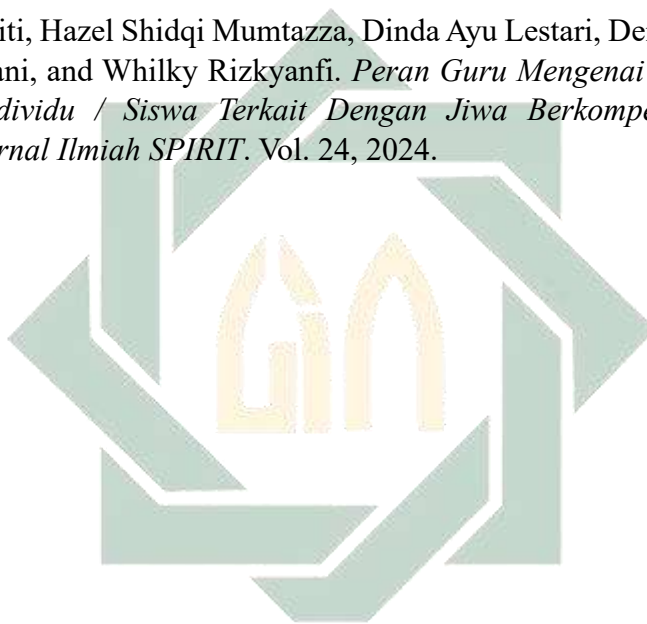 iti, Hazel Shidqi Mumtazza, Dinda Ayu Lestari, De
ani, and Whilky Rizkyanfi. Peran Guru Mengenai
dividu / Siswa Terkait Dengan Jiwa Berkompe
rnal Ilmiah SPIRIT. Vol. 24, 2024.